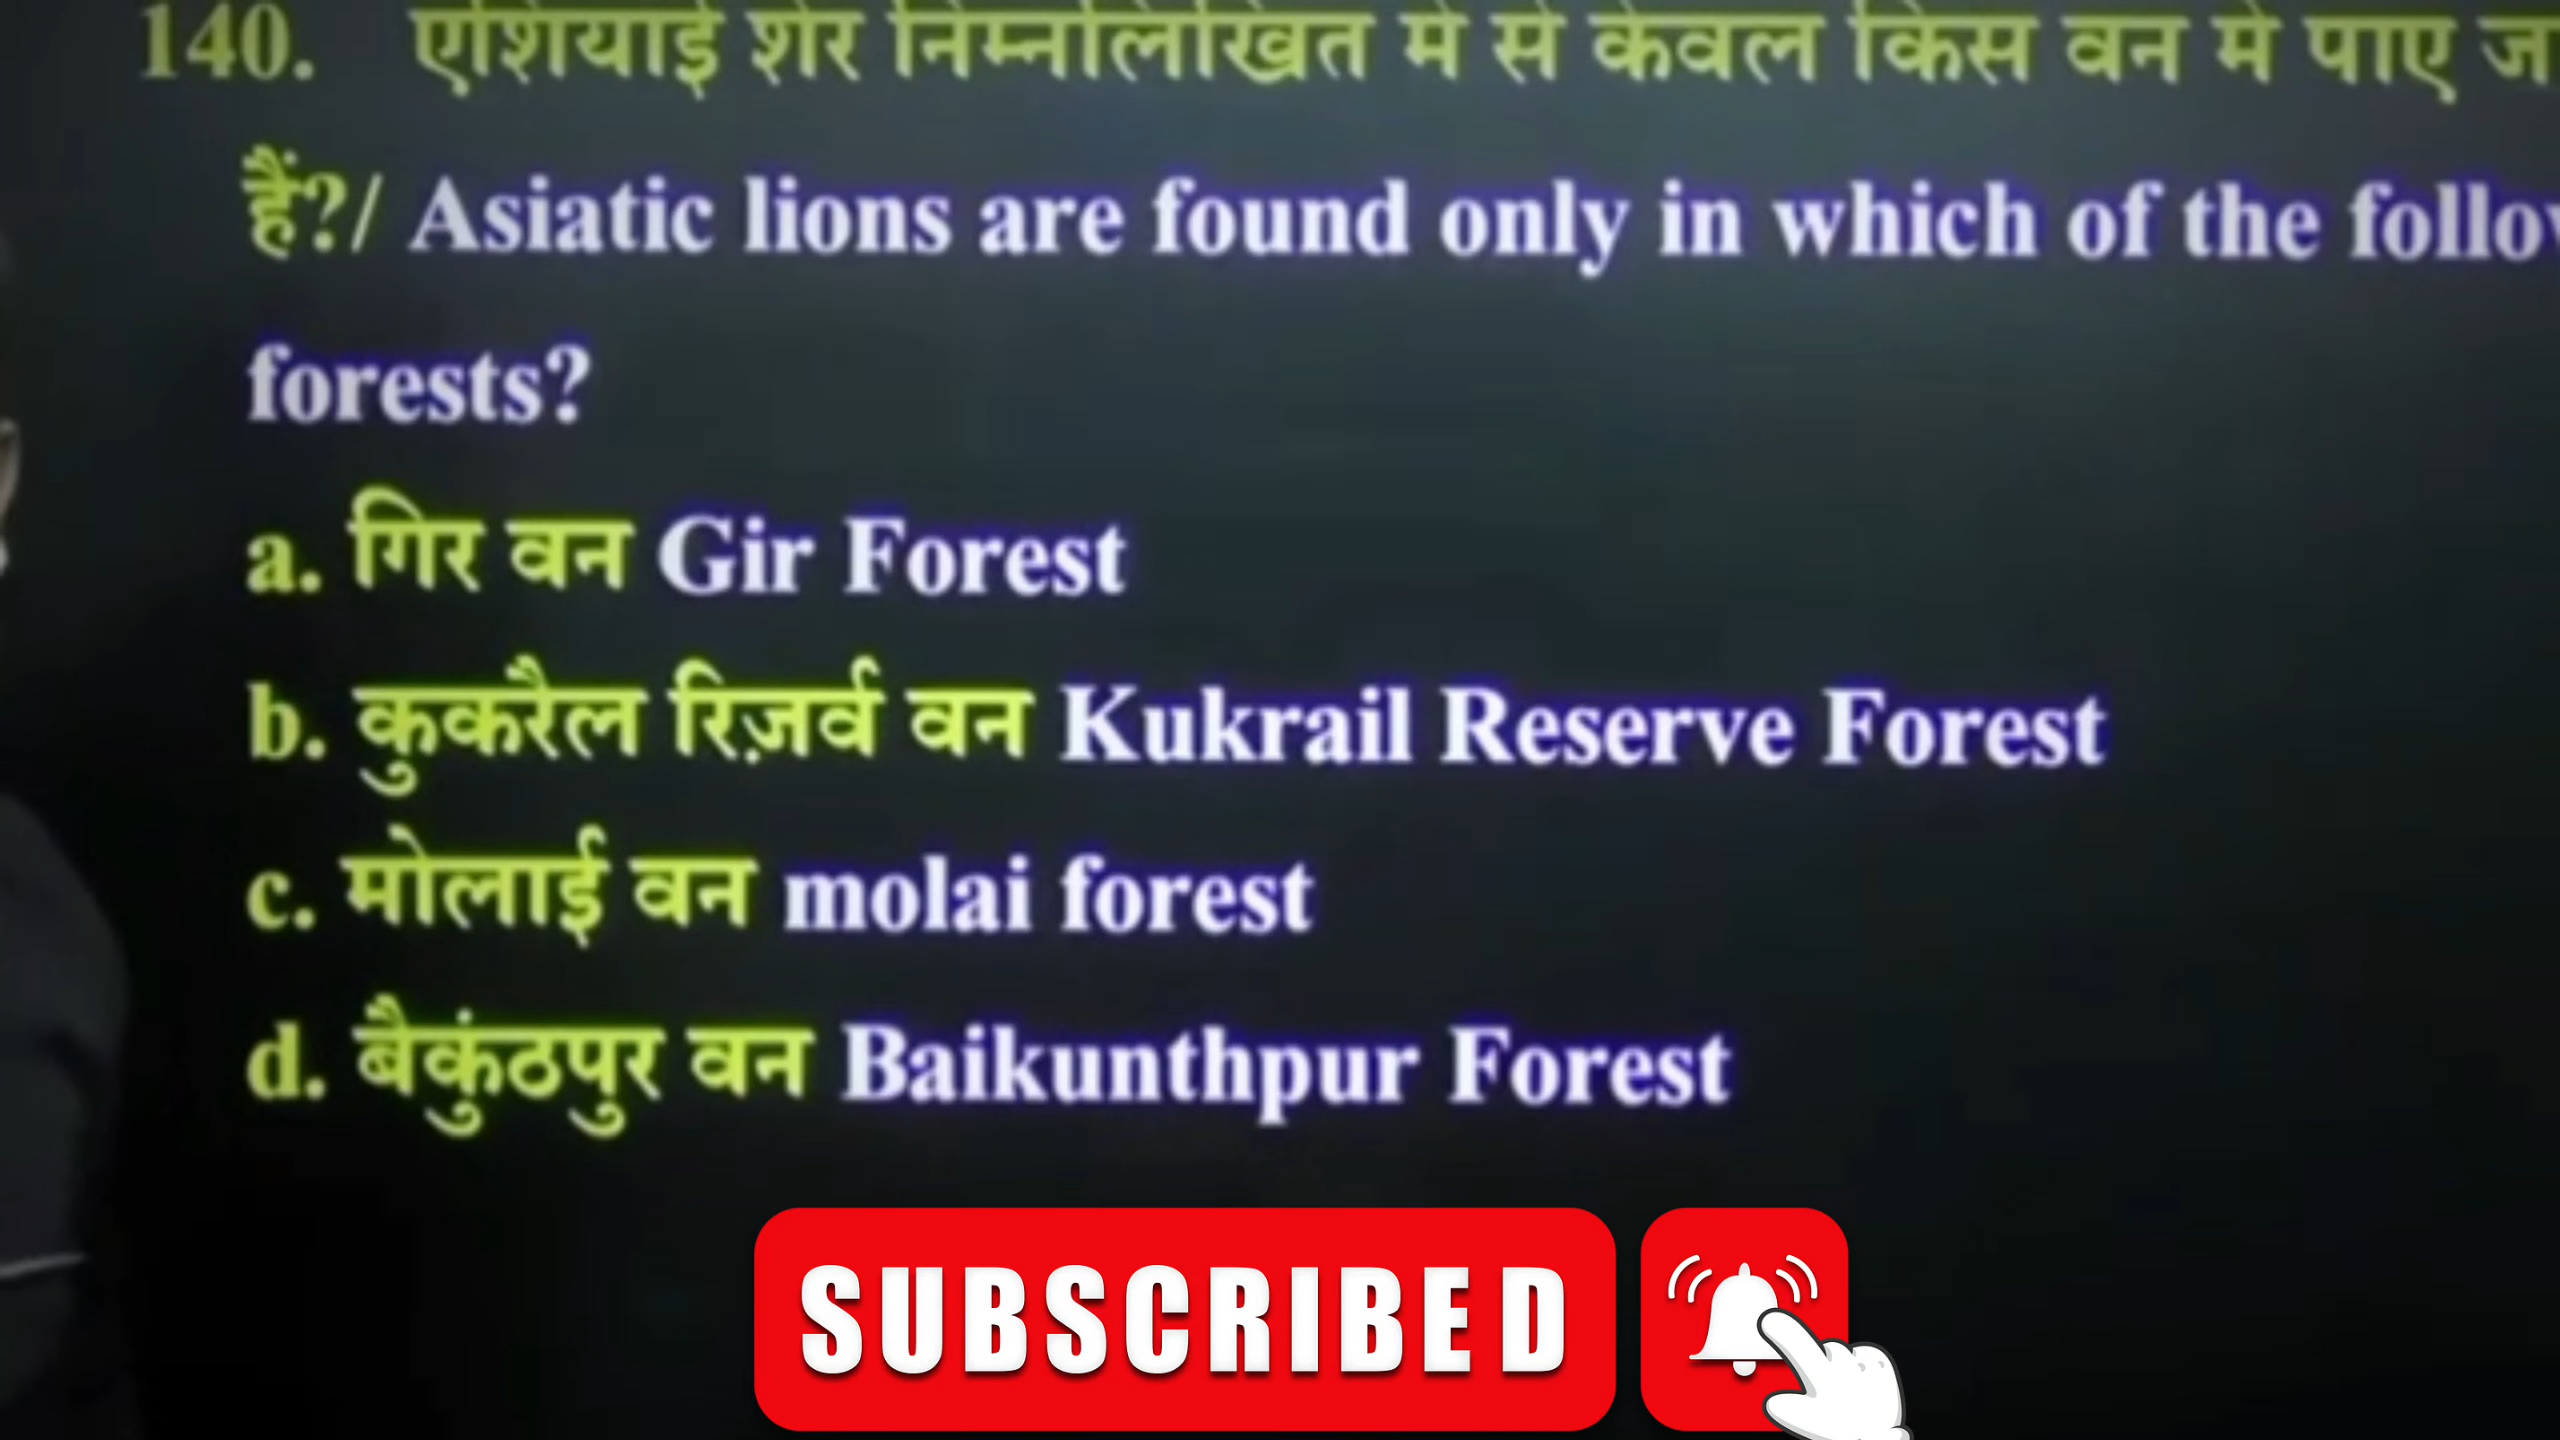 140. एशियाई शेर निम्नलिखित में से केवल किस वन में पाए
हैं?/ Asiatic lions are found only in which of the
forests?
a. गिर वन Gir Forest
b. कुकरैल रिज़र्व वन Kukrail Reserve Forest
c. मोलाई वन molai forest
d. बैकुंठपुर वन Baikunthpur Forest
SUBSCRIBED